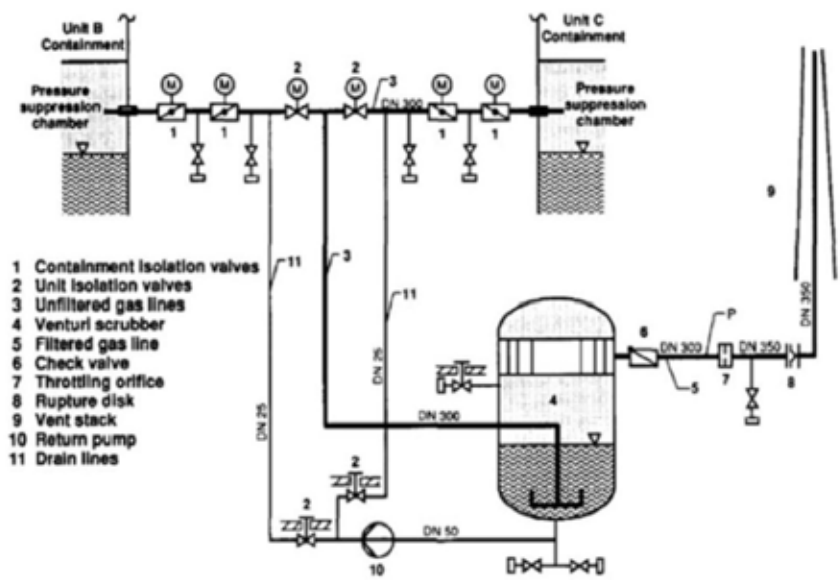 Unit B
Containment
Unit C
Containment
2
2
M
M
M
M
M
M
3
DN 300
Pressure
suppression
chamber
Pressure
suppression
chamber
1
1
1
1
9
1 Containment isolation valves
2 Unit isolation valves
3 Unfiltered gas lines
4 Venturi scrubber
5 Filtered gas line
6 Check valve
7 Throttling orifice
8 Rupture disk
9 Vent stack
10 Return pump
11 Drain lines
11
3
11
DN 25
DN 25
DN 350
6
P
DN 300
DN 350
5
7
8
4
DN 300
2
2
DN 50
10